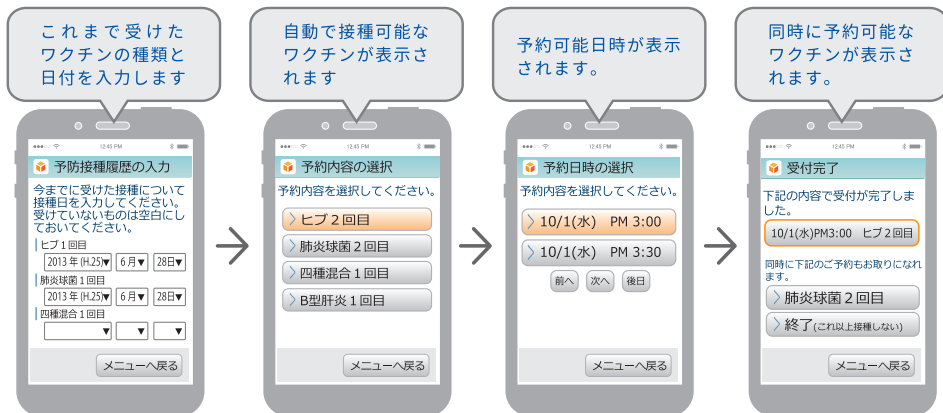 これまで受けた
ワクチンの種類と
日付を入力します
12:45 PM
予防接種履歴の入力
今までに受けた接種について
接種日を入力してください。
受けていないものは空白にし
ておいてください。
ヒブ1回目
2013年(H.25)▼ 6月▼ 28日▼
肺炎球菌1回目
2013年(H.25)▼ 6月▼ 28日▼
四種混合1回目
▼ ▼ ▼
メニューへ戻る
自動で接種可能な
ワクチンが表示さ
れます
12:45 PM
予約内容の選択
予約内容を選択してください。
ヒブ2回目
肺炎球菌2回目
四種混合1回目
B型肝炎1回目
メニューへ戻る
予約可能日時が表示
されます。
12:45 PM
予約日時の選択
予約内容を選択してください。
10/1(水) PM 3:00
10/1(水) PM 3:30
前へ 次へ 後日
メニューへ戻る
同時に予約可能な
ワクチンが表示さ
れます。
12:45 PM
受付完了
下記の内容で受付が完了しま
した。
10/1(水)PM3:00 ヒブ2回目
同時に下記のご予約もお取りになれ
ます。
肺炎球菌2回目
終了(これ以上接種しない)
メニューへ戻る